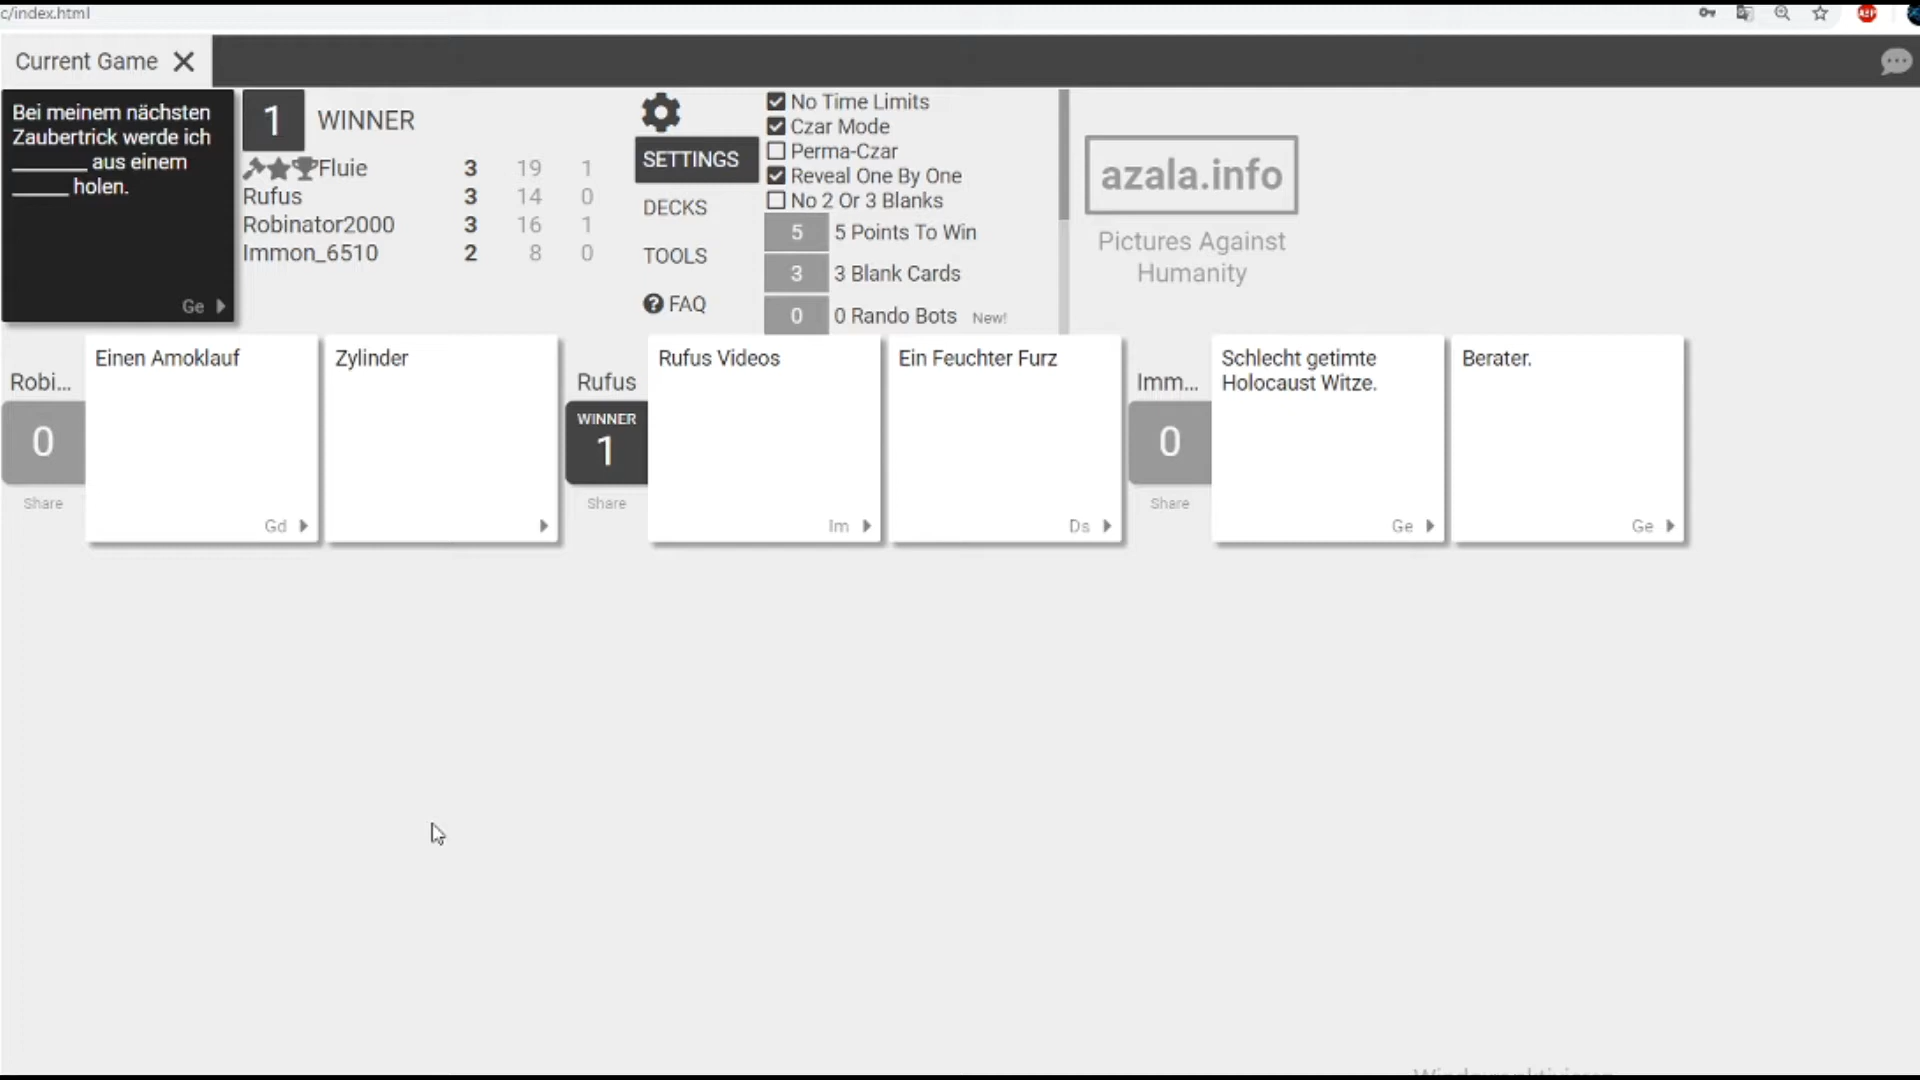 c/index.html
Current Game
Bei meinem nächsten
Zaubertrick werde ich
_______ aus einem
_____ holen.
Ge
1 WINNER
Fluie 3 19 1
Rufus 3 14 0
Robinator2000 3 16 1
Immon_6510 2 8 0
SETTINGS
DECKS
TOOLS
? FAQ
No Time Limits
Czar Mode
Perma-Czar
Reveal One By One
No 2 Or 3 Blanks
5 5 Points To Win
3 3 Blank Cards
0 0 Rando Bots New!
azala.info
Pictures Against
Humanity
Robi...
0
Share
Einen Amoklauf
Gd
Zylinder
Rufus
WINNER
1
Share
Rufus Videos
Im
Ein Feuchter Furz
Ds
Imm...
0
Share
Schlecht getimte
Holocaust Witze.
Ge
Berater.
Ge